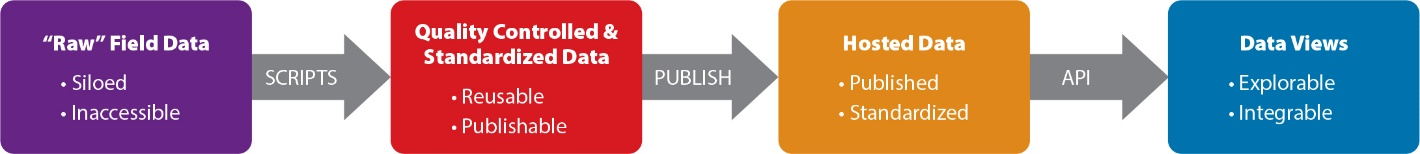 “Raw” Field Data
• Siloed
• Inaccessible
SCRIPTS
Quality Controlled &
Standardized Data
• Reusable
• Publishable
PUBLISH
Hosted Data
• Published
• Standardized
API
Data Views
• Explorable
• Integrable